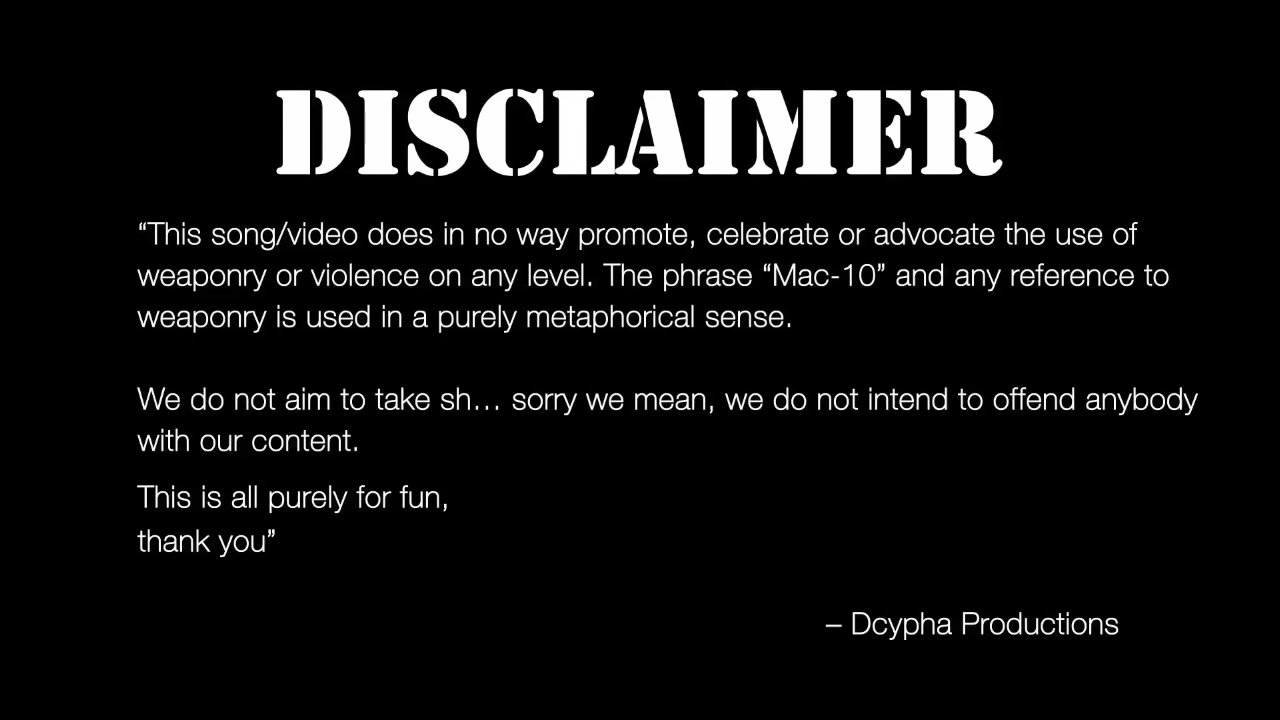 DISCLAIMER
“This song/video does in no way promote, celebrate or advocate the use of
weaponry or violence on any level. The phrase “Mac-10” and any reference to
weaponry is used in a purely metaphorical sense.
We do not aim to take sh... sorry we mean, we do not intend to offend anybody
with our content.
This is all purely for fun,
thank you”
– Dcypha Productions